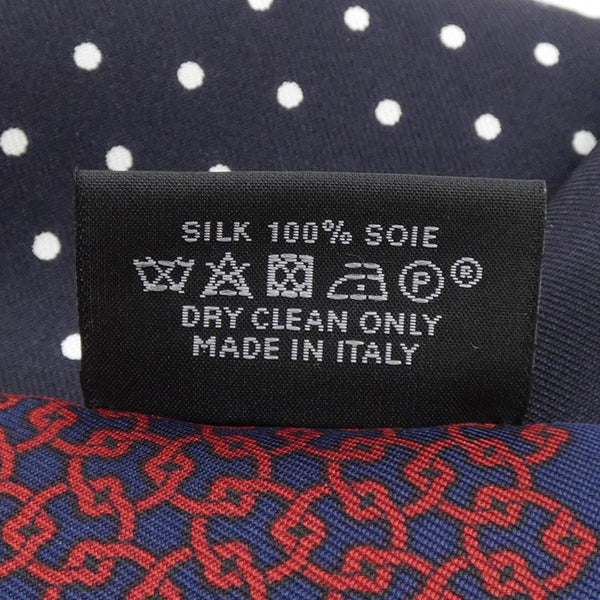 SILK 100% SOIE
P ®
DRY CLEAN ONLY
MADE IN ITALY